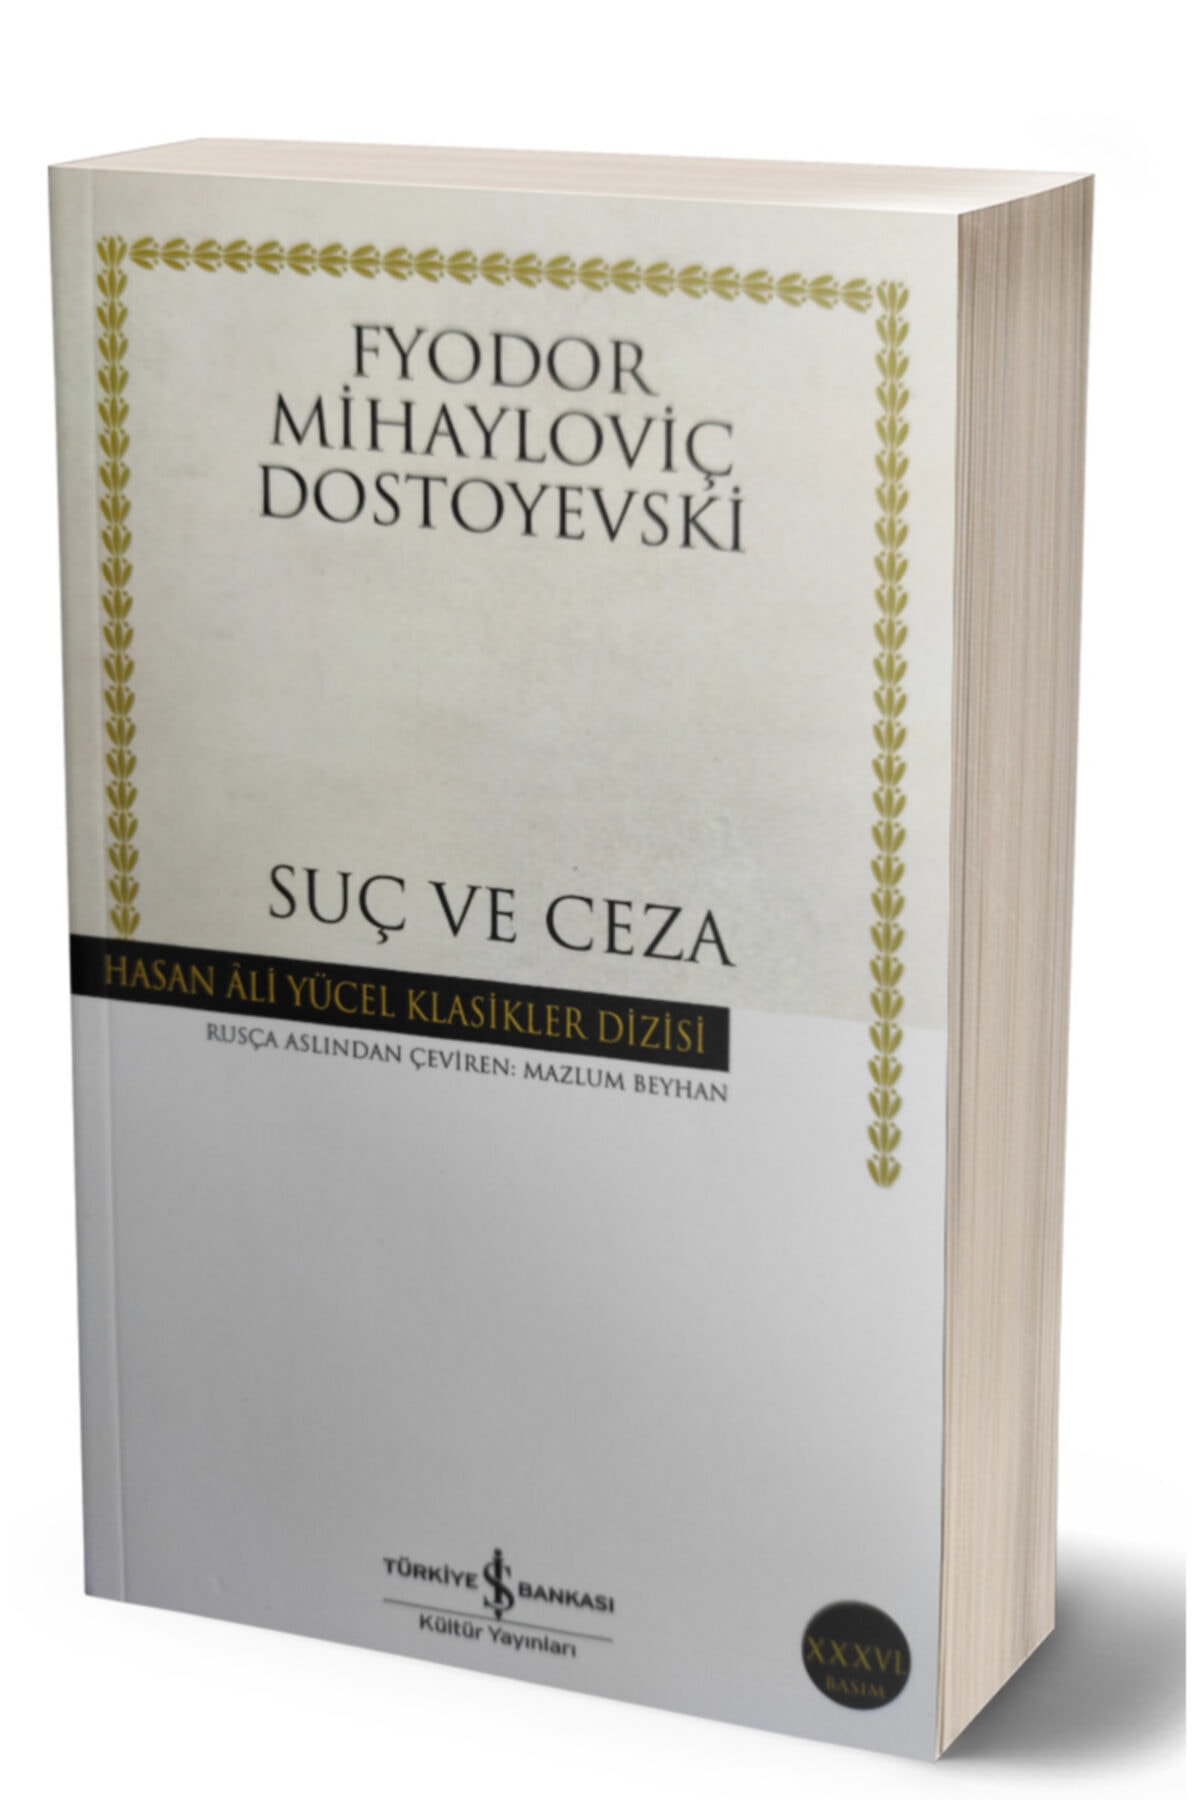 FYODOR
MİHAYLOVİÇ
DOSTOYEVSKİ
SUÇ VE CEZA
HASAN ÂLİ YÜCEL KLASİKLER DİZİSİ
RUSÇA ASLINDAN ÇEVİREN: MAZLUM BEYHAN
TÜRKİYE İŞ BANKASI
Kültür Yayınları
XXXVI.
BASIM